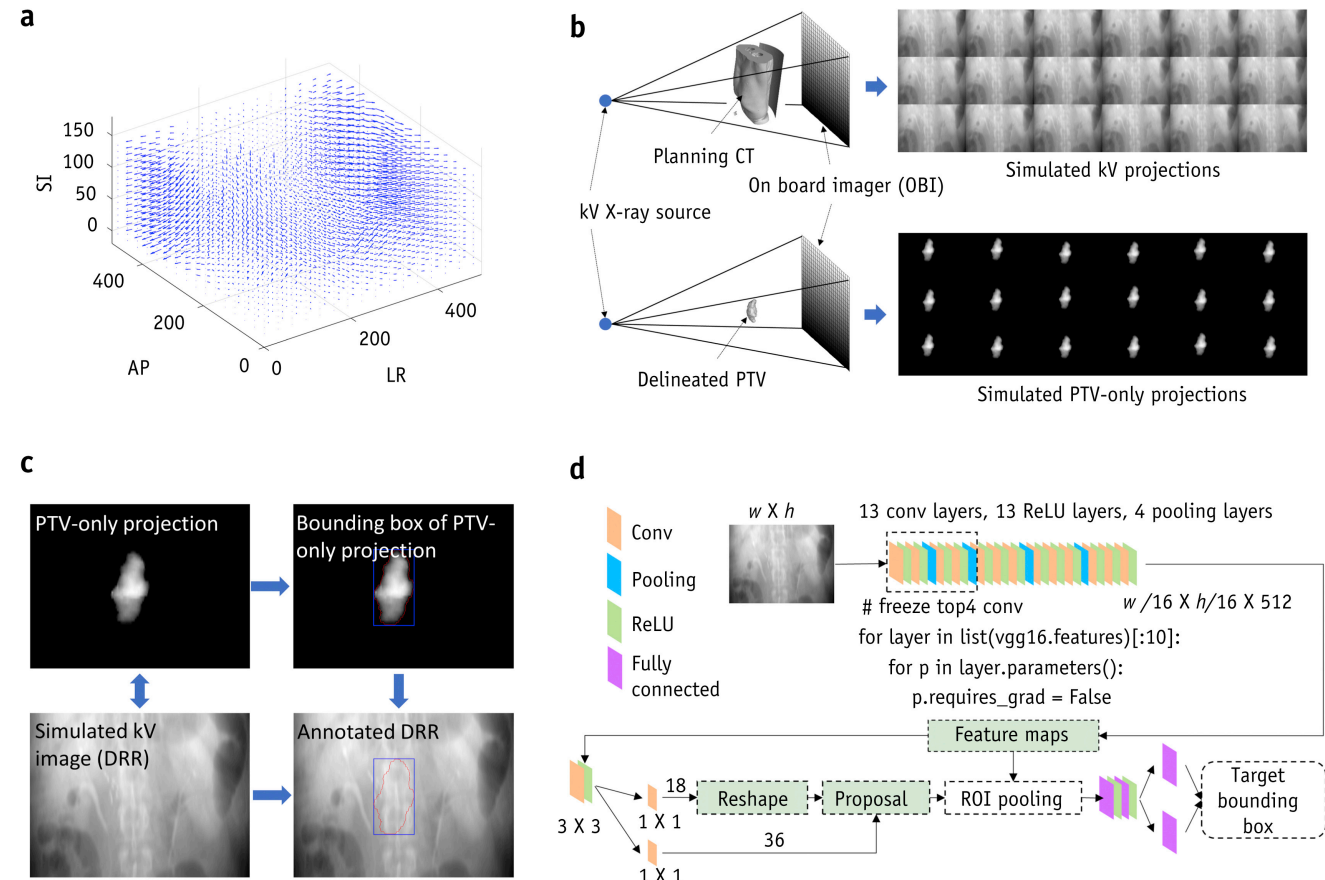 a
150
100
50
0
SI
400
200
0
AP
0
200
400
LR
b
Planning CT
On board imager (OBI)
kV X-ray source
Delineated PTV
Simulated kV projections
Simulated PTV-only projections
c
PTV-only projection
Bounding box of PTV-
only projection
Simulated kV
image (DRR)
Annotated DRR
d
Conv
Pooling
ReLU
Fully
connected
w X h
13 conv layers, 13 ReLU layers, 4 pooling layers
# freeze top4 conv
for layer in list(vgg16.features)[:10]:
for p in layer.parameters():
p.requires_grad = False
w /16 X h/16 X 512
Feature maps
3 X 3
18
1 X 1
Reshape
Proposal
ROI pooling
Target
bounding
box
36
1 X 1